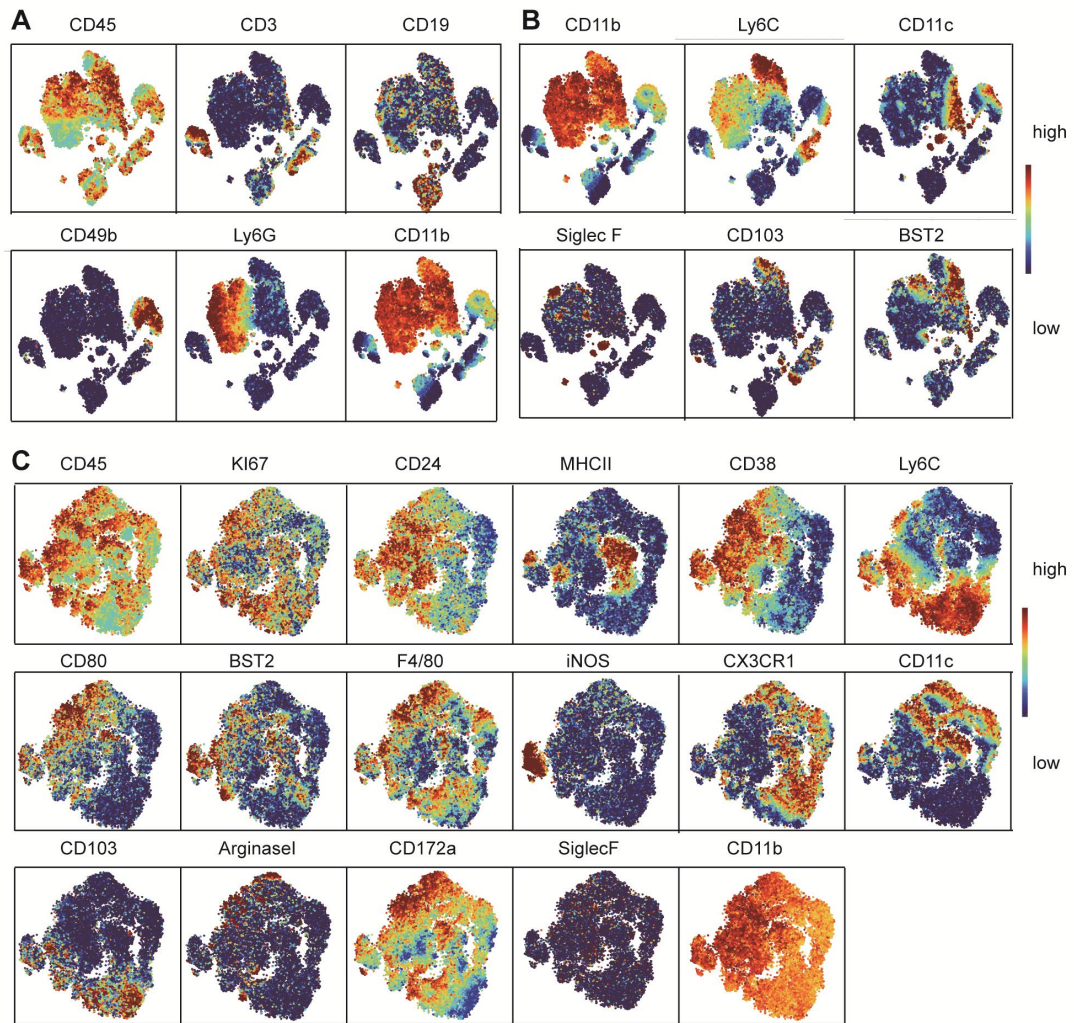 A
B
CD45 CD3 CD19 CD11b Ly6C CD11c
high
CD49b Ly6G CD11b Siglec F CD103 BST2
low
C
CD45 KI67 CD24 MHCII CD38 Ly6C
high
CD80 BST2 F4/80 iNOS CX3CR1 CD11c
low
CD103 ArginaseI CD172a SiglecF CD11b